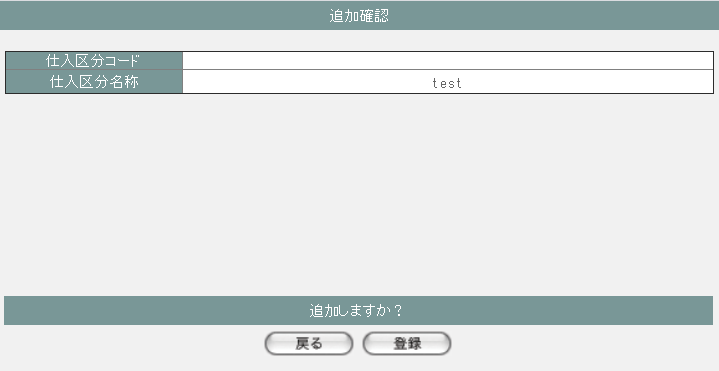 追加確認
仕入区分コード
仕入区分名称 test
追加しますか？
戻る 登録